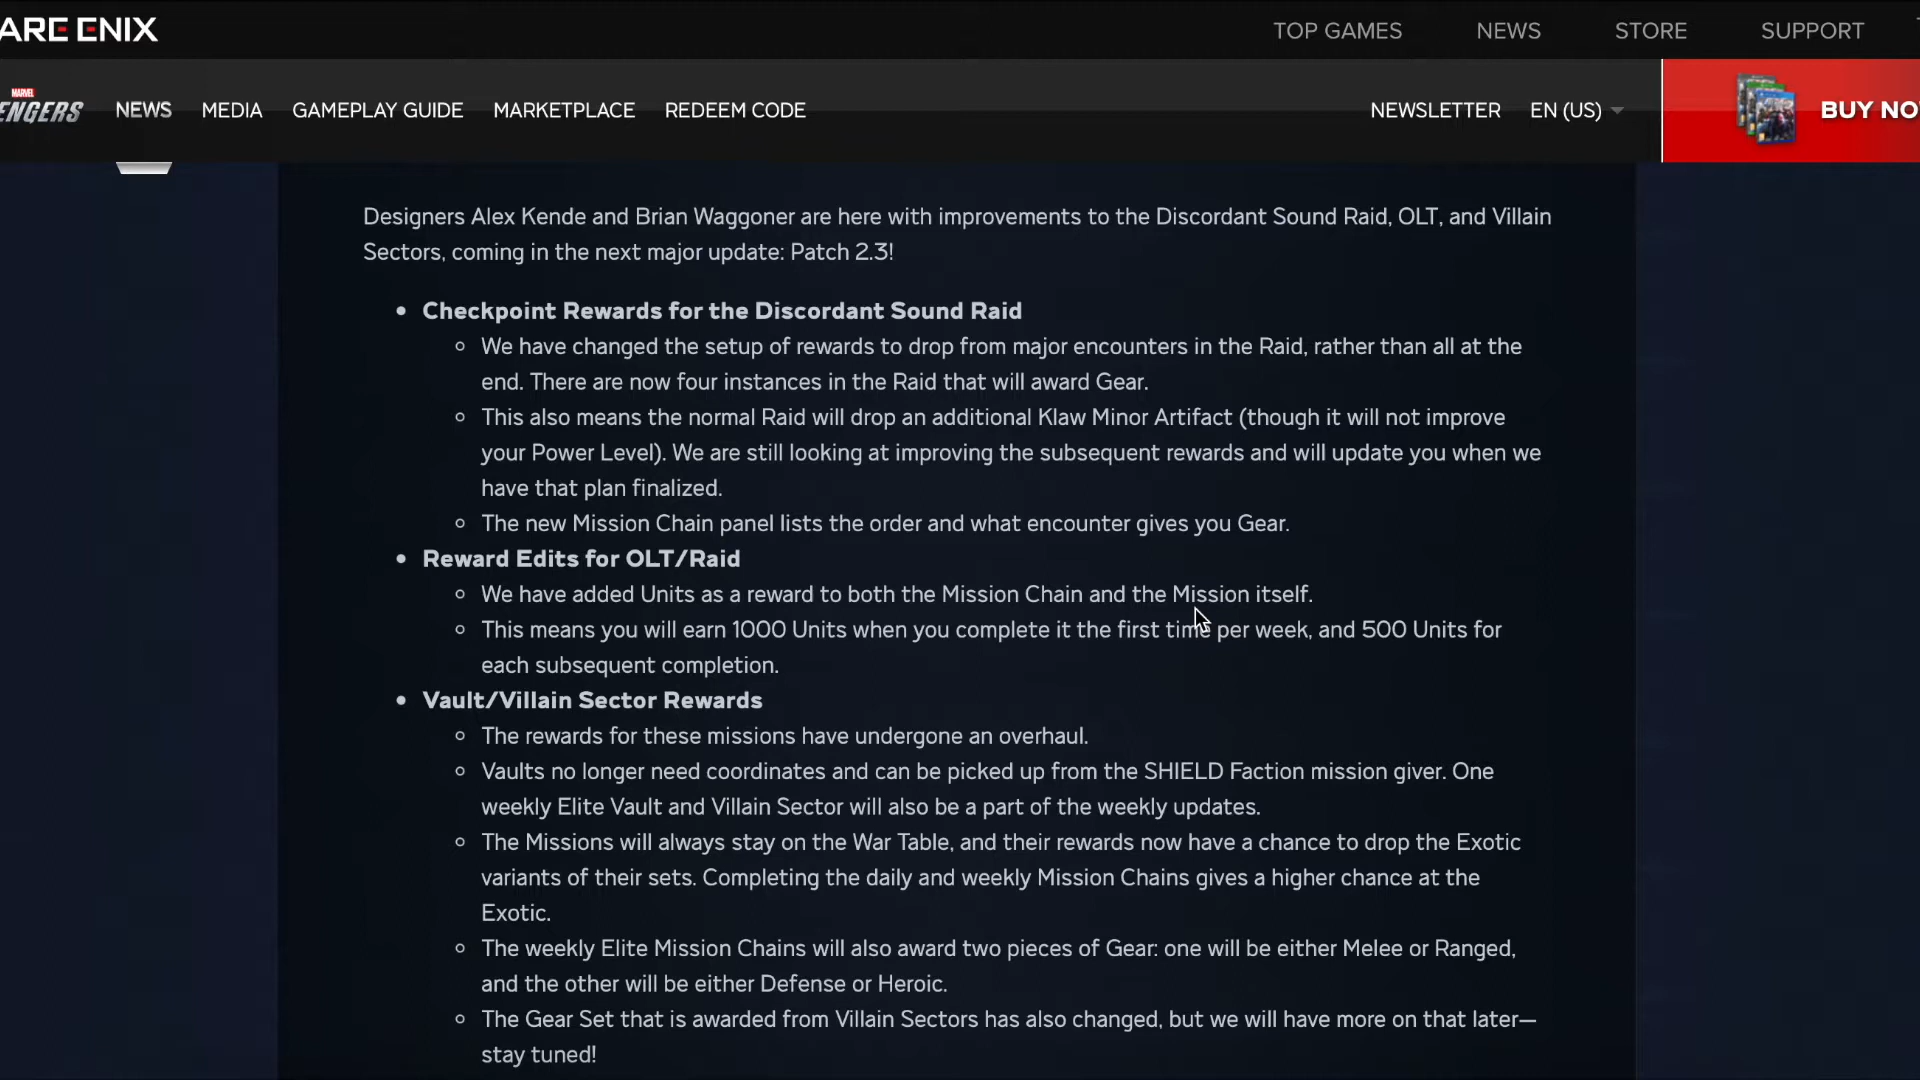 ARE ENIX
TOP GAMES NEWS STORE SUPPORT
MARVEL
ENGERS
NEWS MEDIA GAMEPLAY GUIDE MARKETPLACE REDEEM CODE NEWSLETTER EN (US) BUY NO
Designers Alex Kende and Brian Waggoner are here with improvements to the Discordant Sound Raid, OLT, and Villain
Sectors, coming in the next major update: Patch 2.3!
• Checkpoint Rewards for the Discordant Sound Raid
◦ We have changed the setup of rewards to drop from major encounters in the Raid, rather than all at the
end. There are now four instances in the Raid that will award Gear.
◦ This also means the normal Raid will drop an additional Klaw Minor Artifact (though it will not improve
your Power Level). We are still looking at improving the subsequent rewards and will update you when we
have that plan finalized.
◦ The new Mission Chain panel lists the order and what encounter gives you Gear.
• Reward Edits for OLT/Raid
◦ We have added Units as a reward to both the Mission Chain and the Mission itself.
◦ This means you will earn 1000 Units when you complete it the first time per week, and 500 Units for
each subsequent completion.
• Vault/Villain Sector Rewards
◦ The rewards for these missions have undergone an overhaul.
◦ Vaults no longer need coordinates and can be picked up from the SHIELD Faction mission giver. One
weekly Elite Vault and Villain Sector will also be a part of the weekly updates.
◦ The Missions will always stay on the War Table, and their rewards now have a chance to drop the Exotic
variants of their sets. Completing the daily and weekly Mission Chains gives a higher chance at the
Exotic.
◦ The weekly Elite Mission Chains will also award two pieces of Gear: one will be either Melee or Ranged,
and the other will be either Defense or Heroic.
◦ The Gear Set that is awarded from Villain Sectors has also changed, but we will have more on that later—
stay tuned!